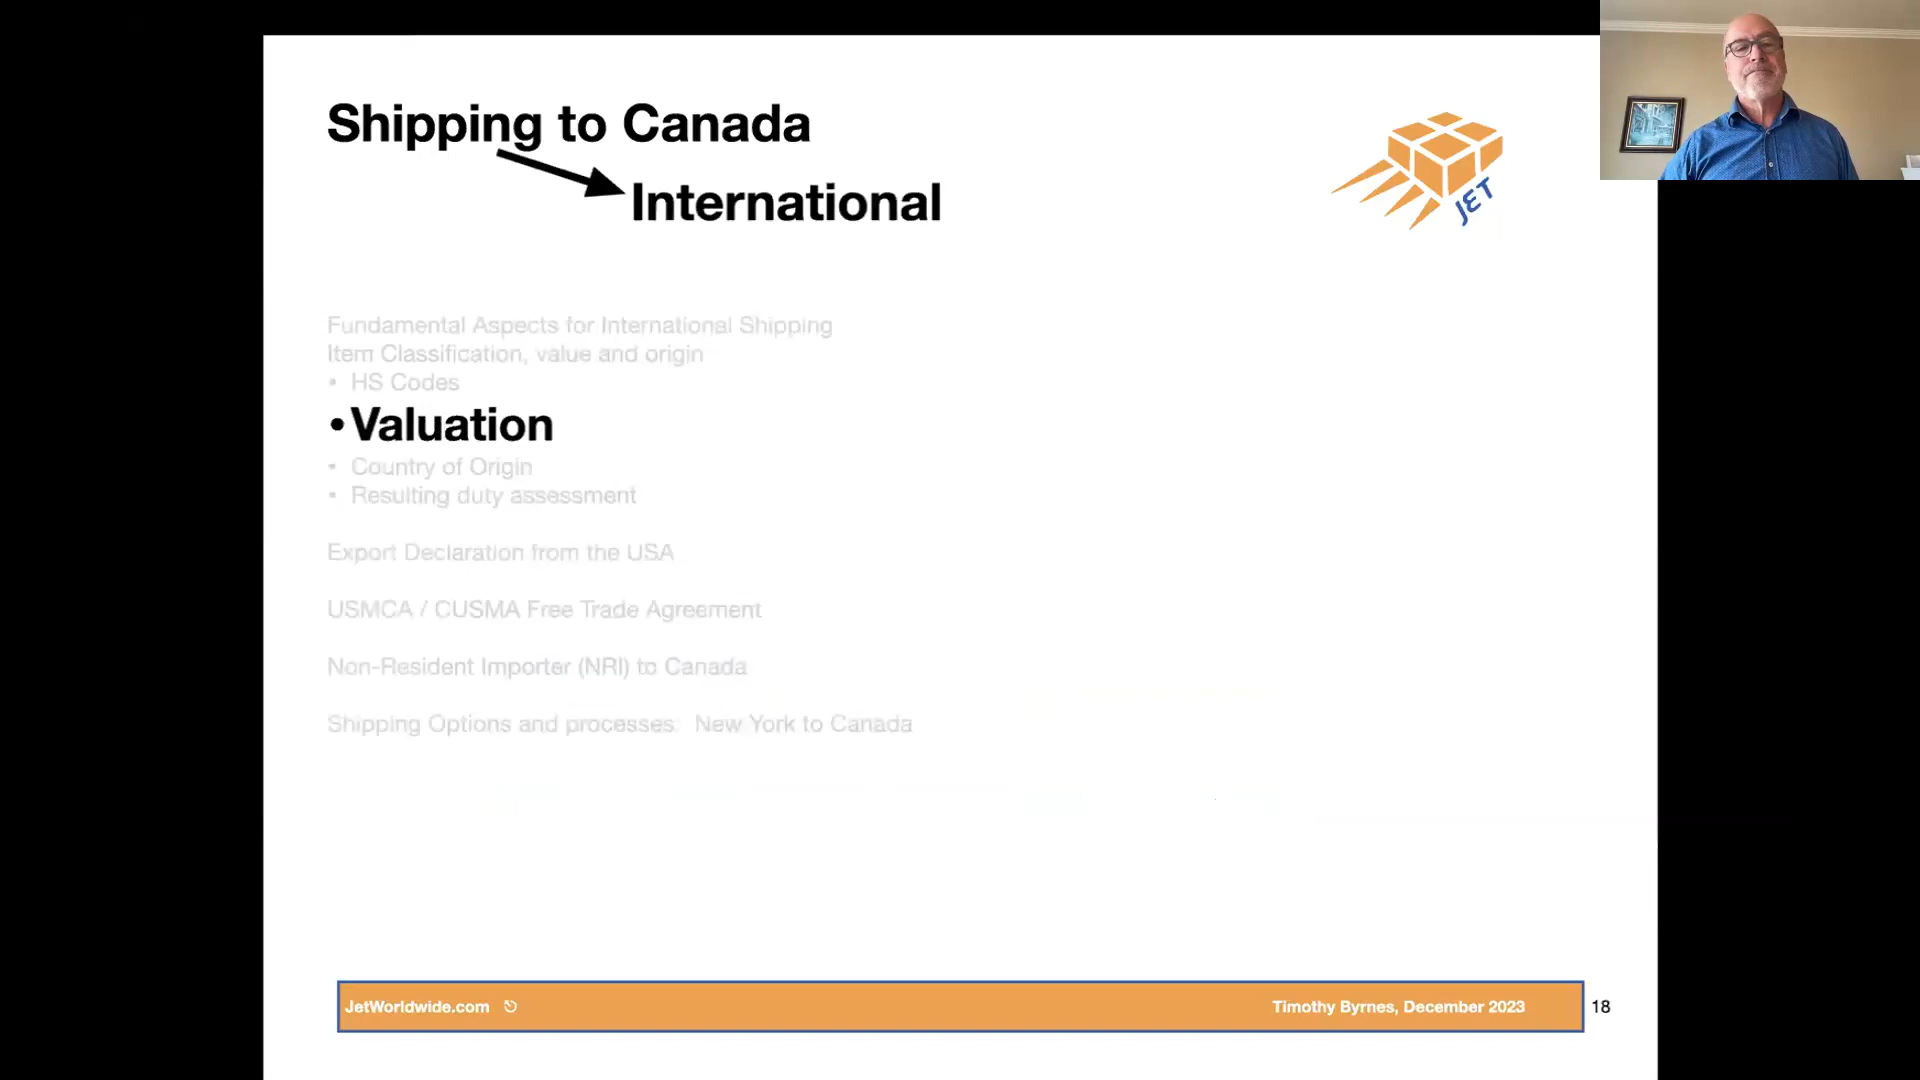 Shipping to Canada
International
JET
Fundamental Aspects for International Shipping
Item Classification, value and origin
• HS Codes
• Valuation
• Country of Origin
• Resulting duty assessment
Export Declaration from the USA
USMCA / CUSMA Free Trade Agreement
Non-Resident Importer (NRI) to Canada
Shipping Options and processes: New York to Canada
JetWorldwide.com
Timothy Byrnes, December 2023
18